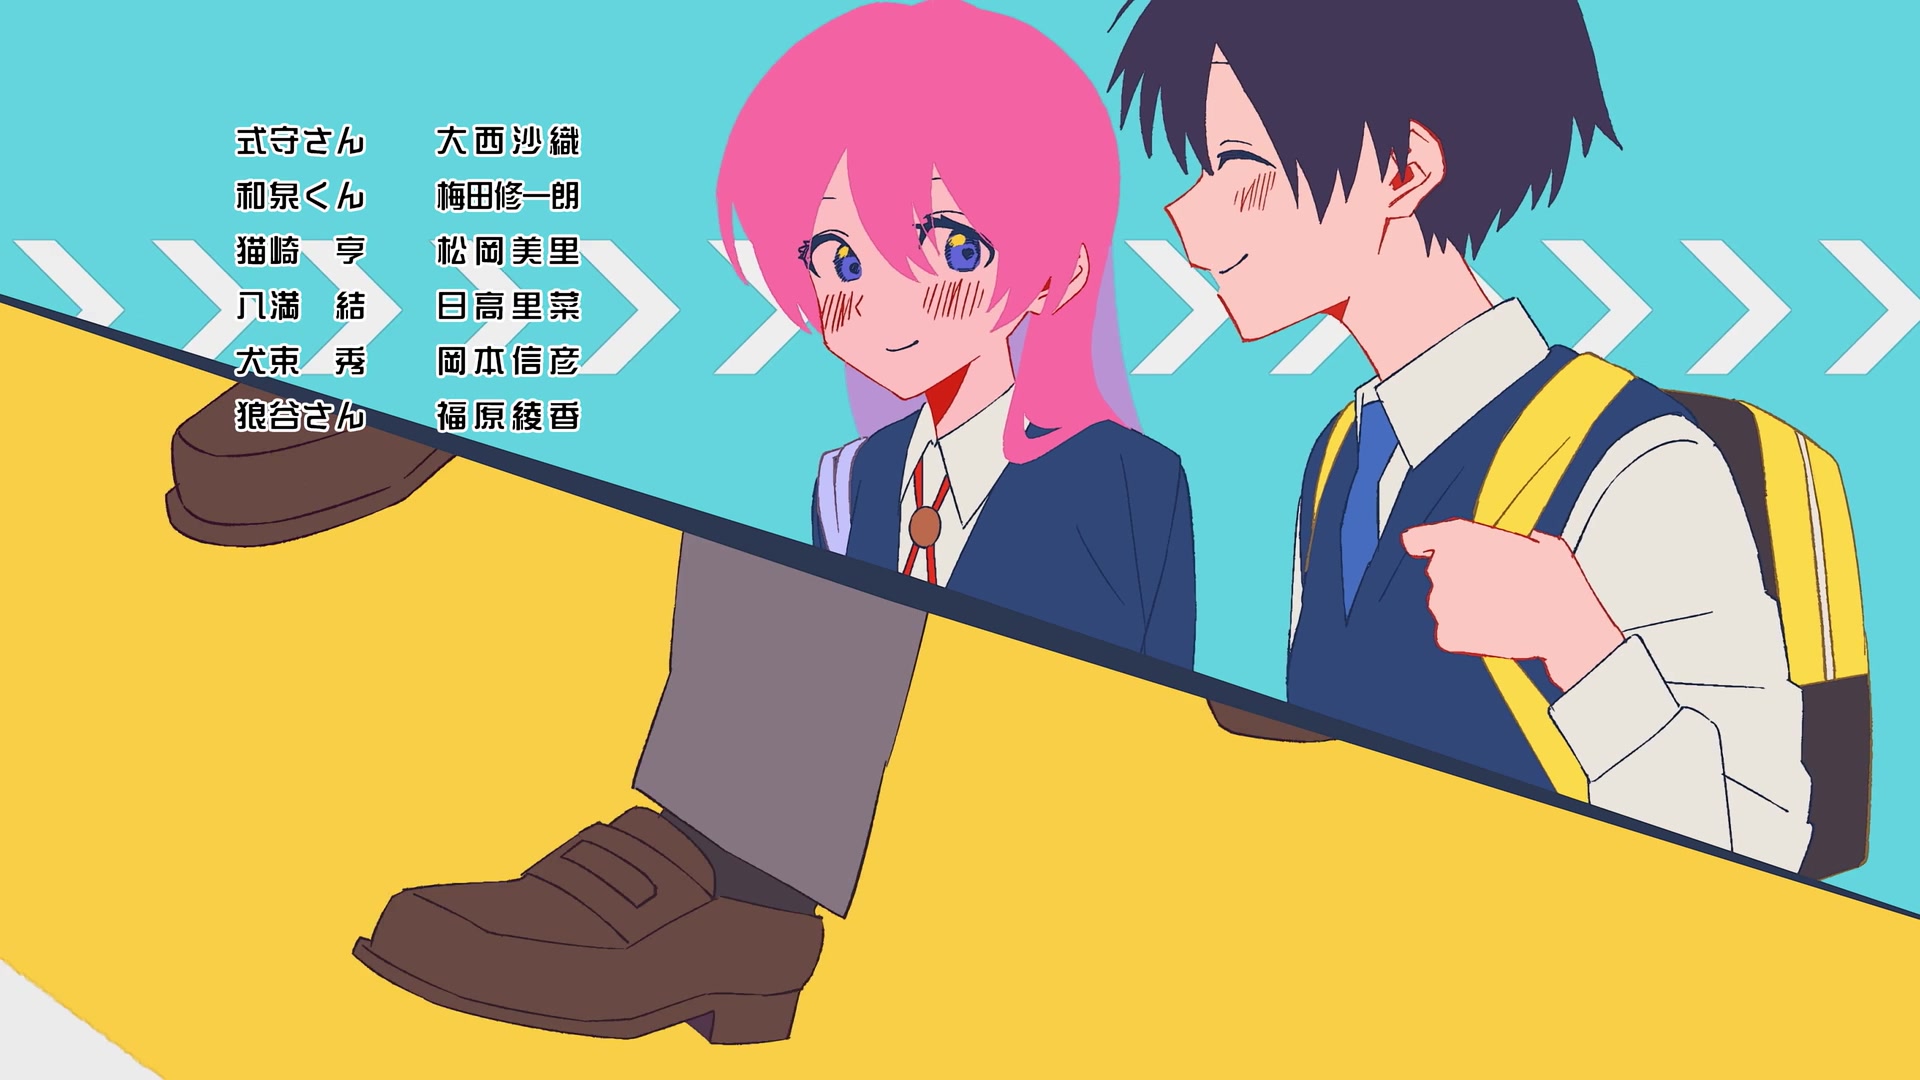 式守さん 大西沙織
和泉くん 梅田修一朗
猫崎 亨 松岡美里
八満 結 日高里菜
犬束 秀 岡本信彦
狼谷さん 福原綾香